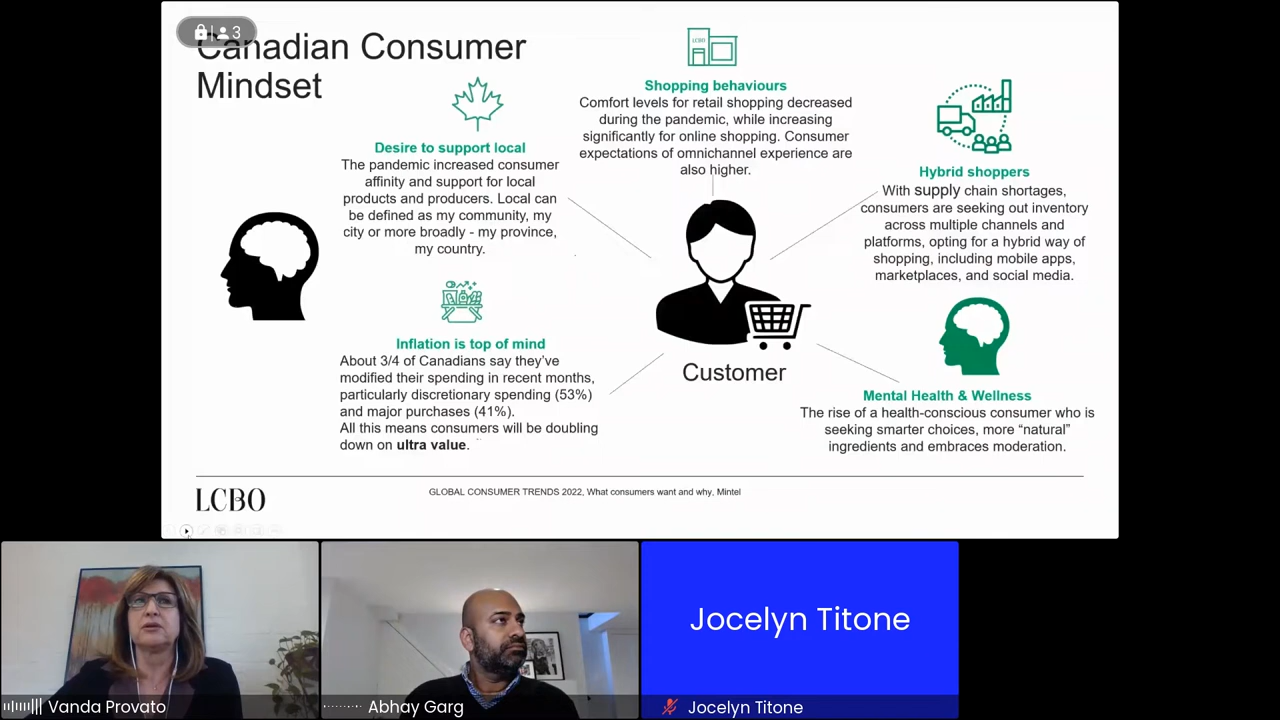 3
Canadian Consumer
Mindset
Desire to support local
The pandemic increased consumer
affinity and support for local
products and producers. Local can
be defined as my community, my
city or more broadly - my province,
my country.
LCBO
Shopping behaviours
Comfort levels for retail shopping decreased
during the pandemic, while increasing
significantly for online shopping. Consumer
expectations of omnichannel experience are
also higher.
Hybrid shoppers
With supply chain shortages,
consumers are seeking out inventory
across multiple channels and
platforms, opting for a hybrid way of
shopping, including mobile apps,
marketplaces, and social media.
Inflation is top of mind
About 3/4 of Canadians say they've
modified their spending in recent months,
particularly discretionary spending (53%)
and major purchases (41%).
All this means consumers will be doubling
down on ultra value.
Customer
Mental Health & Wellness
The rise of a health-conscious consumer who is
seeking smarter choices, more “natural”
ingredients and embraces moderation.
LCBO
GLOBAL CONSUMER TRENDS 2022, What consumers want and why, Mintel
Vanda Provato
Abhay Garg
Jocelyn Titone
Jocelyn Titone